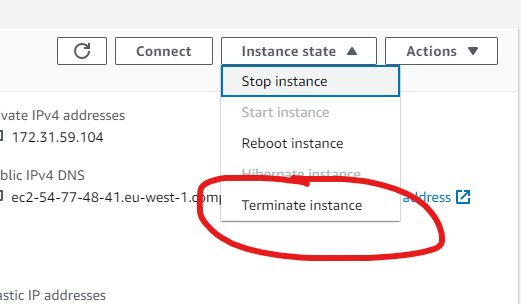 Connect
Instance state
Actions
Stop instance
Start instance
vate IPv4 addresses
Reboot instance
172.31.59.104
Hibernate instance
blic IPv4 DNS
ec2-54-77-48-41.eu-west-1.comp
address
Terminate instance
astic IP addresses